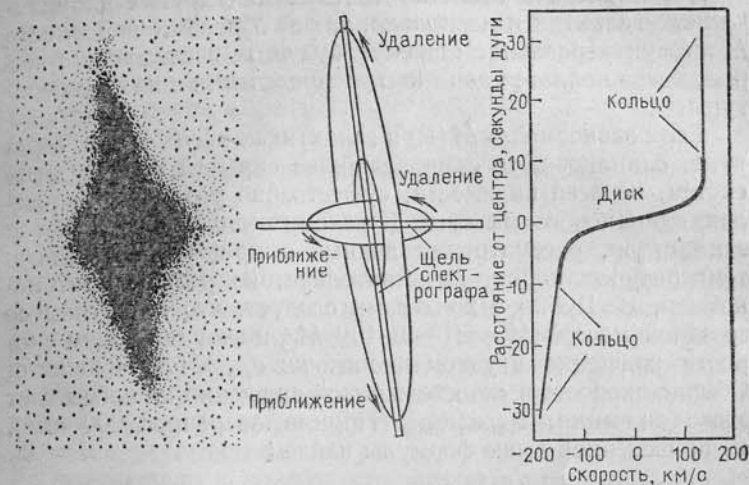 Удаление
Удаление
Приближе-
ние
Щель
спект-
рографа
Приближение
Расстояние от центра, секунды дуги
30
20
10
0
-10
-20
-30
Кольцо
Диск
Кольцо
200 100 0 100 200
Скорость, км/с